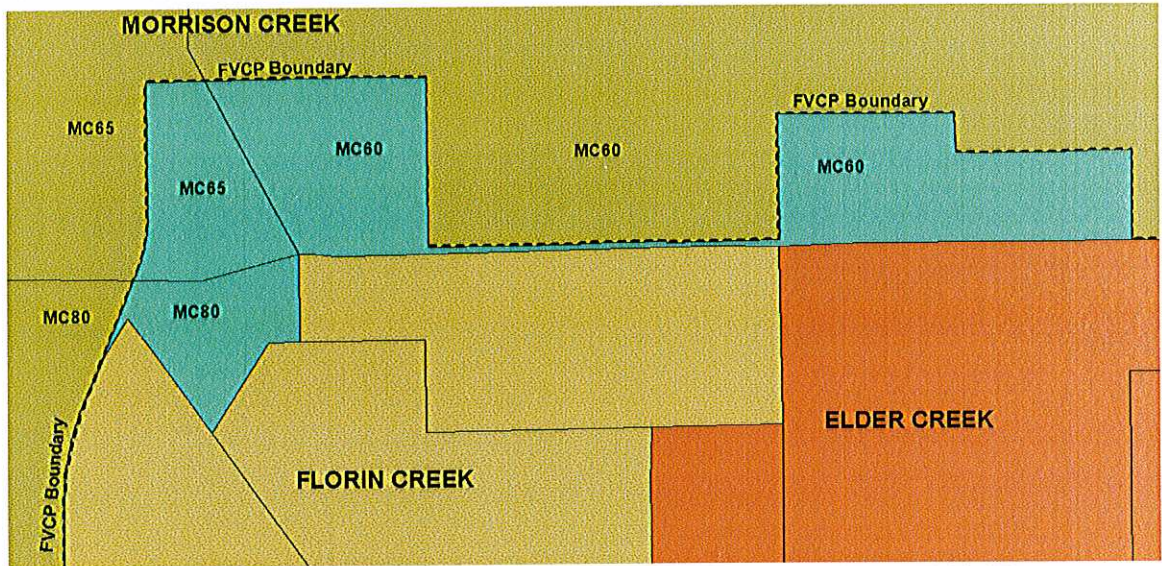 MORRISON CREEK
FVCP Boundary
FVCP Boundary
MC65
MC60
MC60
MC60
MC65
MC80
MC80
ELDER CREEK
FLORIN CREEK
FVCP Boundary